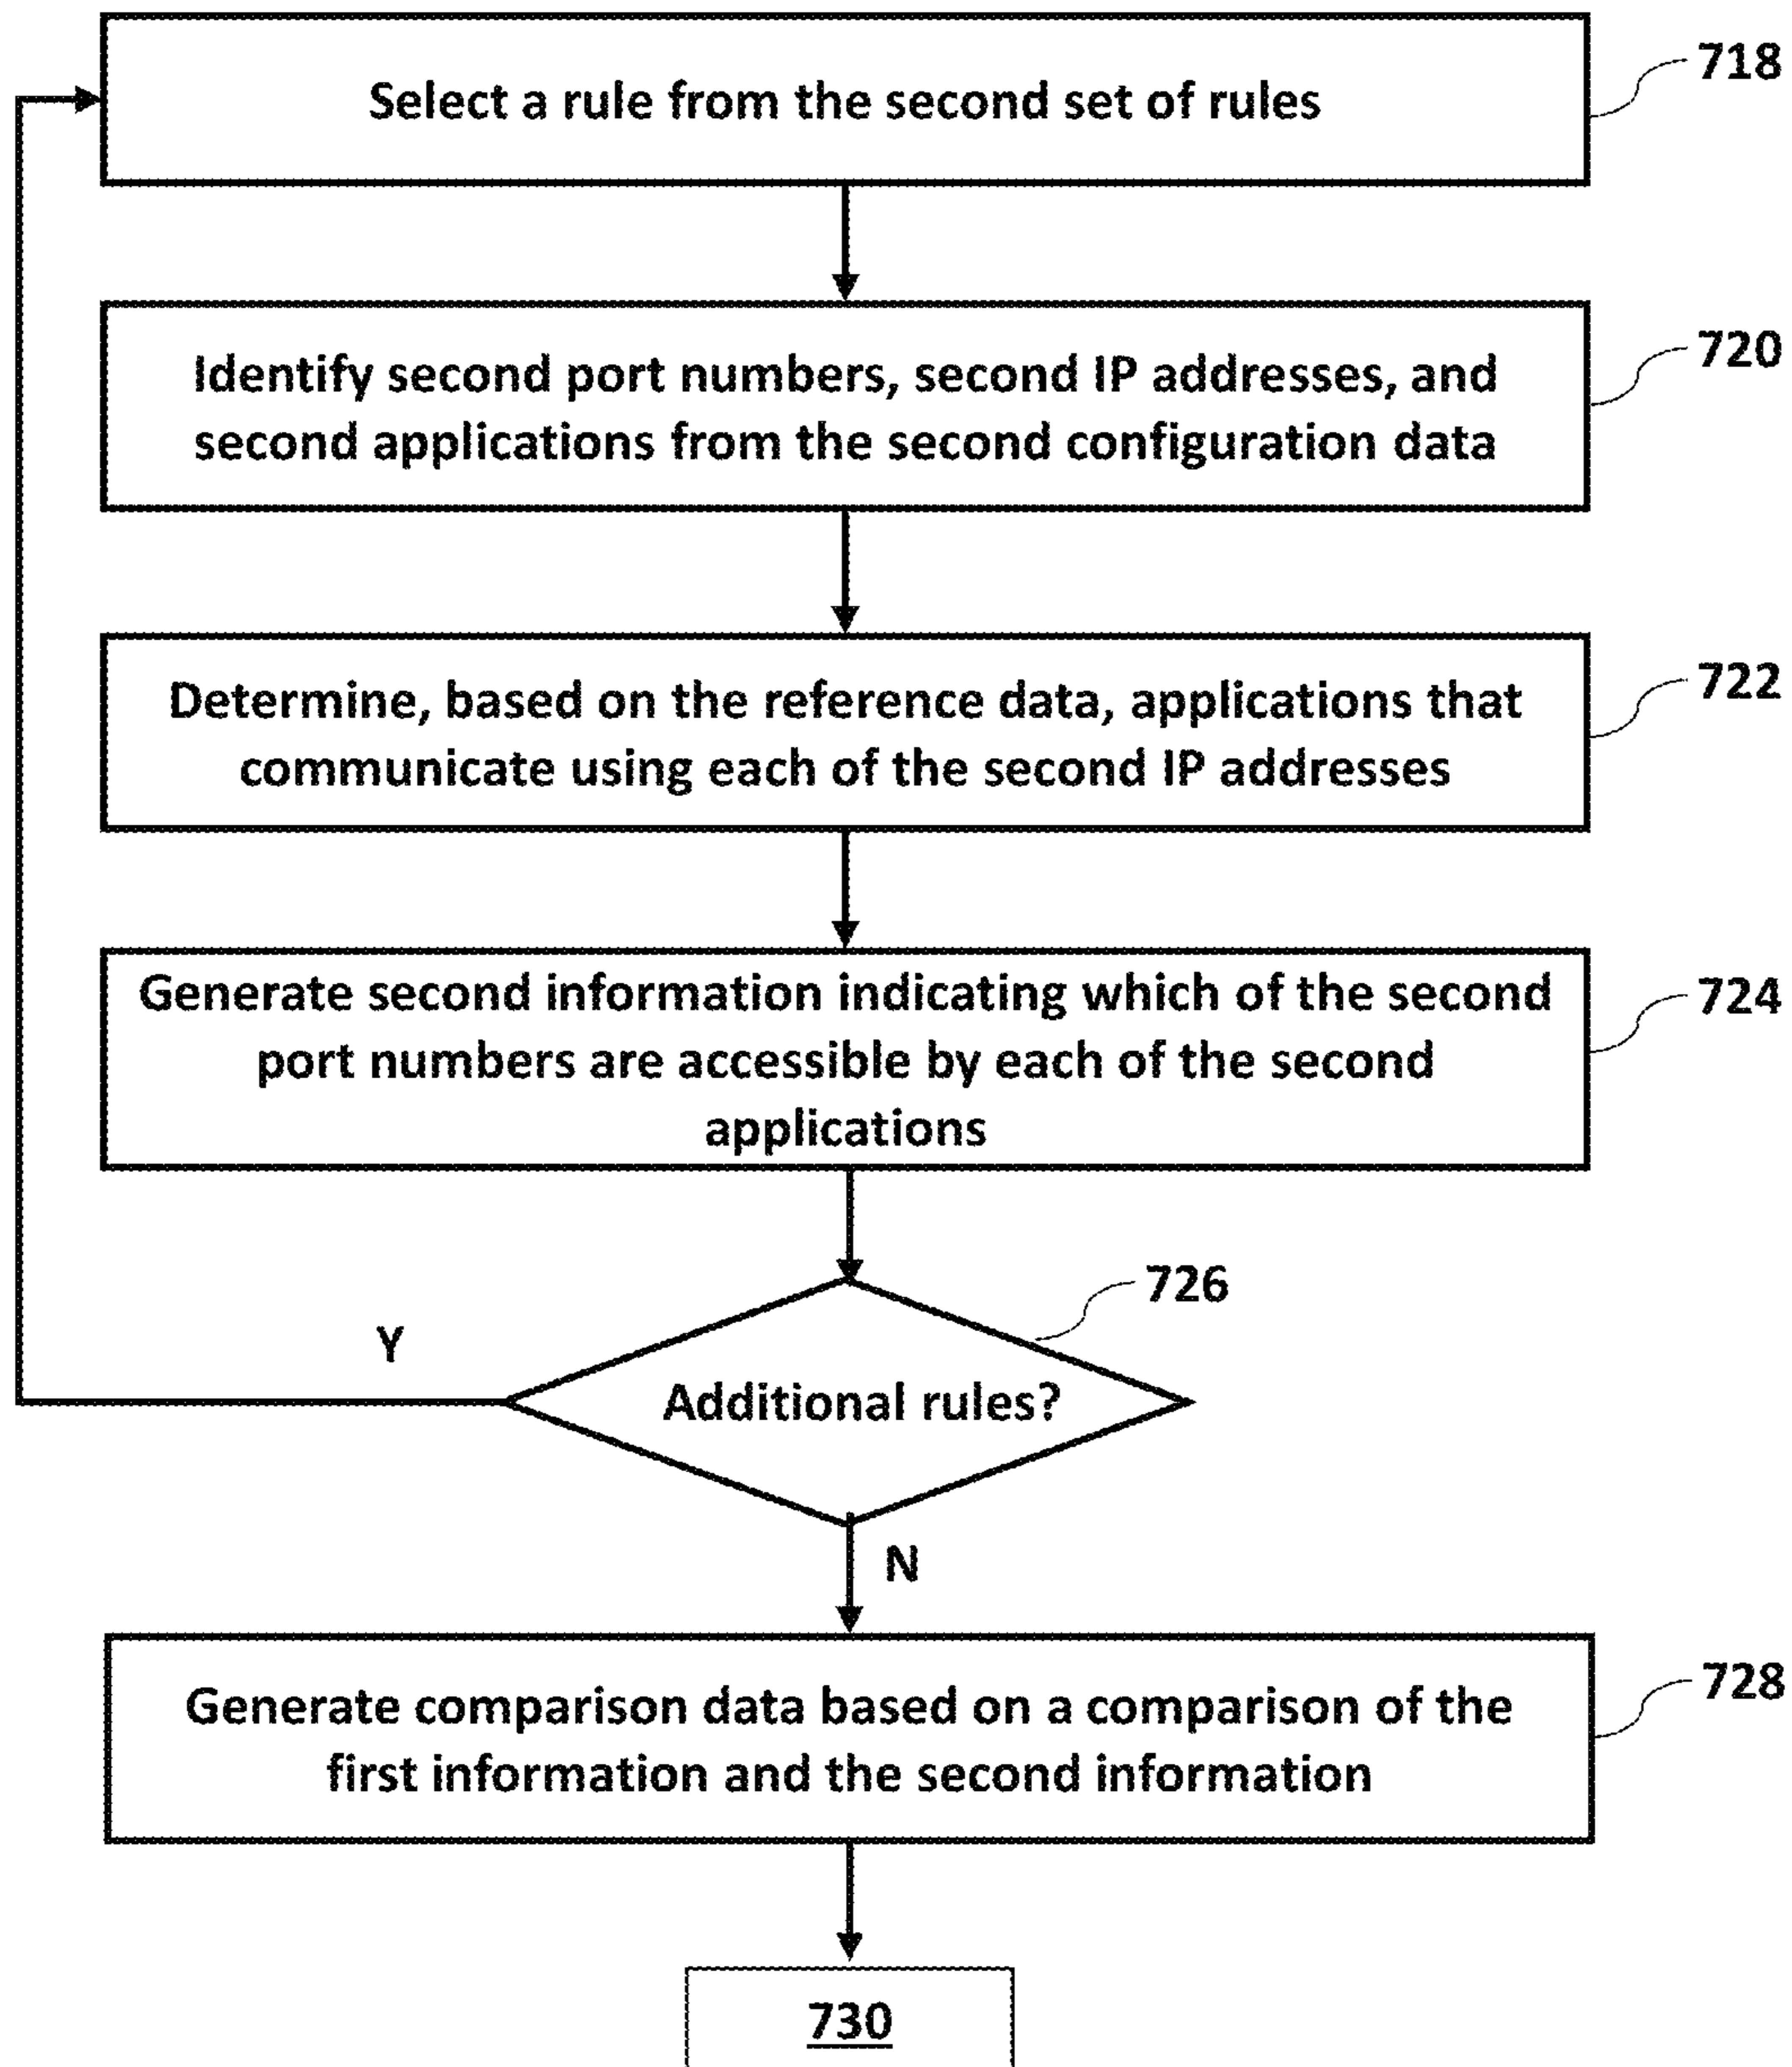 Select a rule from the second set of rules
718
Identify second port numbers, second IP addresses, and
second applications from the second configuration data
720
Determine, based on the reference data, applications that
communicate using each of the second IP addresses
722
Generate second information indicating which of the second
port numbers are accessible by each of the second
applications
724
726
Y
Additional rules?
N
Generate comparison data based on a comparison of the
first information and the second information
728
730